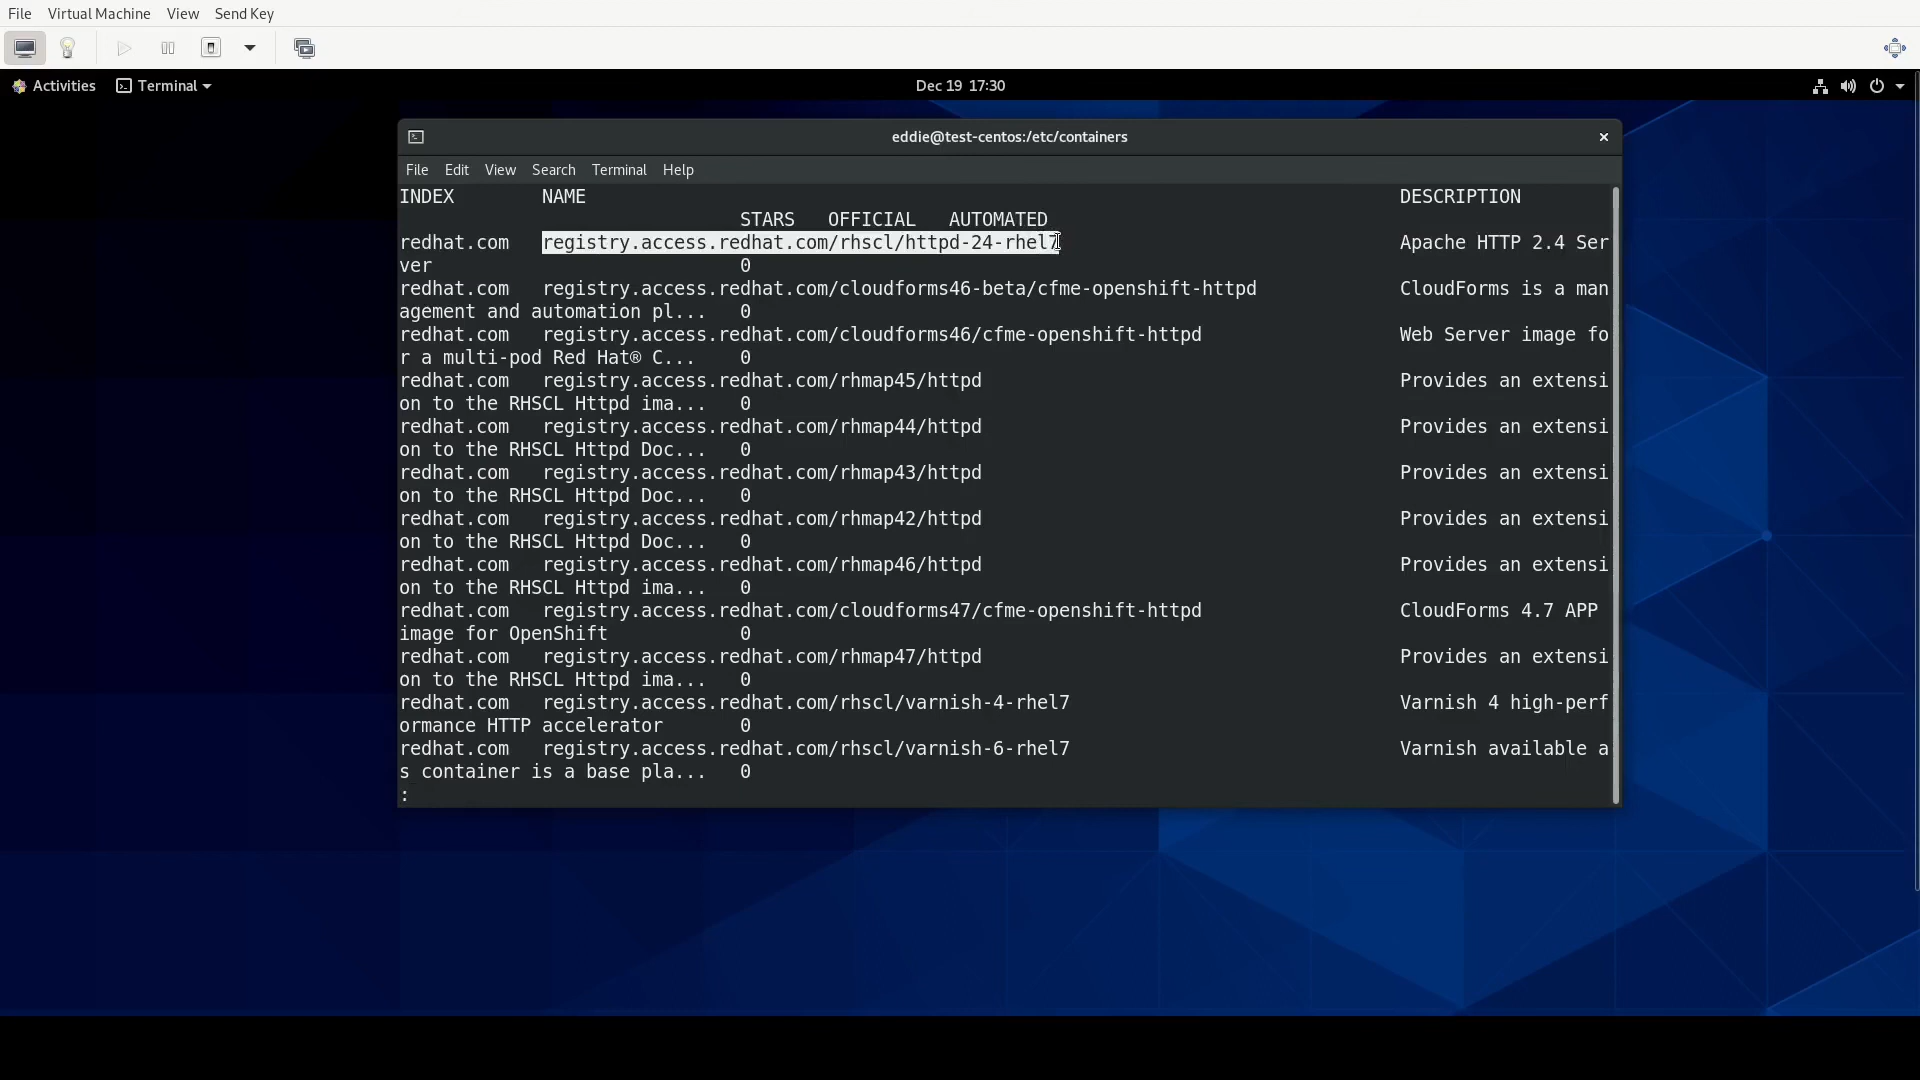 File Virtual Machine View Send Key
Activities Terminal Dec 19 17:30
eddie@test-centos:/etc/containers ×
File Edit View Search Terminal Help
INDEX NAME DESCRIPTION
STARS OFFICIAL AUTOMATED
redhat.com registry.access.redhat.com/rhscl/httpd-24-rhel7 Apache HTTP 2.4 Ser
ver 0
redhat.com registry.access.redhat.com/cloudforms46-beta/cfme-openshift-httpd CloudForms is a man
agement and automation pl... 0
redhat.com registry.access.redhat.com/cloudforms46/cfme-openshift-httpd Web Server image fo
r a multi-pod Red Hat® C... 0
redhat.com registry.access.redhat.com/rhmap45/httpd Provides an extensi
on to the RHSCL Httpd ima... 0
redhat.com registry.access.redhat.com/rhmap44/httpd Provides an extensi
on to the RHSCL Httpd Doc... 0
redhat.com registry.access.redhat.com/rhmap43/httpd Provides an extensi
on to the RHSCL Httpd Doc... 0
redhat.com registry.access.redhat.com/rhmap42/httpd Provides an extensi
on to the RHSCL Httpd Doc... 0
redhat.com registry.access.redhat.com/rhmap46/httpd Provides an extensi
on to the RHSCL Httpd ima... 0
redhat.com registry.access.redhat.com/cloudforms47/cfme-openshift-httpd CloudForms 4.7 APP
image for OpenShift 0
redhat.com registry.access.redhat.com/rhmap47/httpd Provides an extensi
on to the RHSCL Httpd ima... 0
redhat.com registry.access.redhat.com/rhscl/varnish-4-rhel7 Varnish 4 high-perf
ormance HTTP accelerator 0
redhat.com registry.access.redhat.com/rhscl/varnish-6-rhel7 Varnish available a
s container is a base pla... 0
: